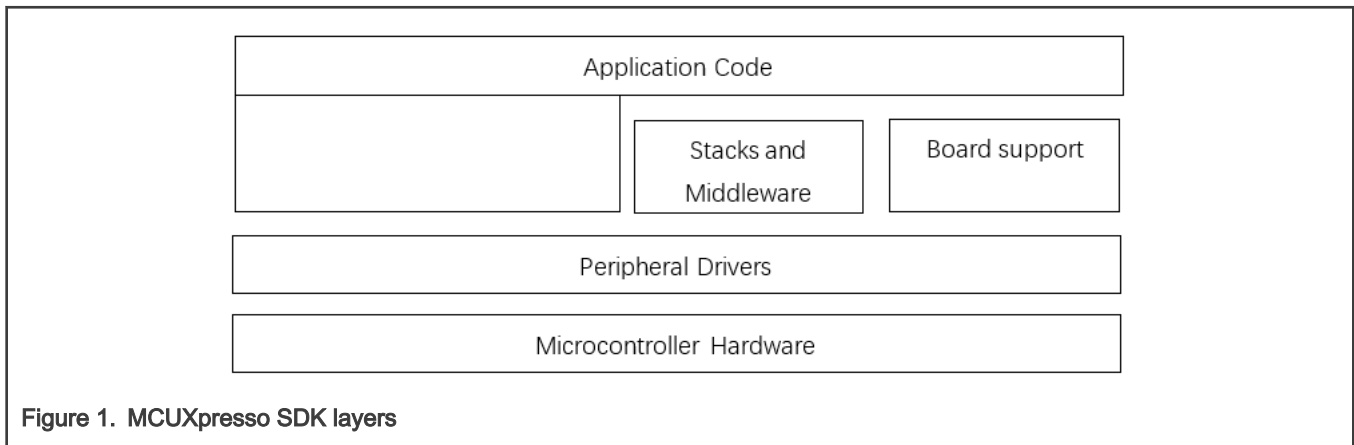 Application Code
Stacks and
Middleware
Board support
Peripheral Drivers
Microcontroller Hardware
Figure 1. MCUXpresso SDK layers